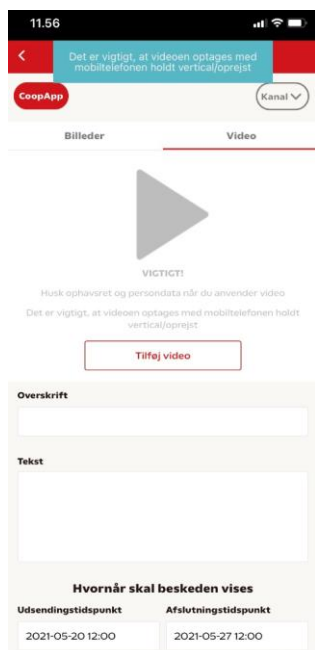 11.56
Det er vigtigt, at videoen optages med
mobiltelefonen holdt vertical/oprejst
CoopApp
Kanal
Billeder
Video
VIGTIGT!
Husk ophavsret og persondata når du anvender video
Det er vigtigt, at videoen optages med mobiltelefonen holdt
vertical/oprejst
Tilføj video
Overskrift
Tekst
Hvornår skal beskeden vises
Udsendingstidspunkt
Afslutningstidspunkt
2021-05-20 12:00
2021-05-27 12:00